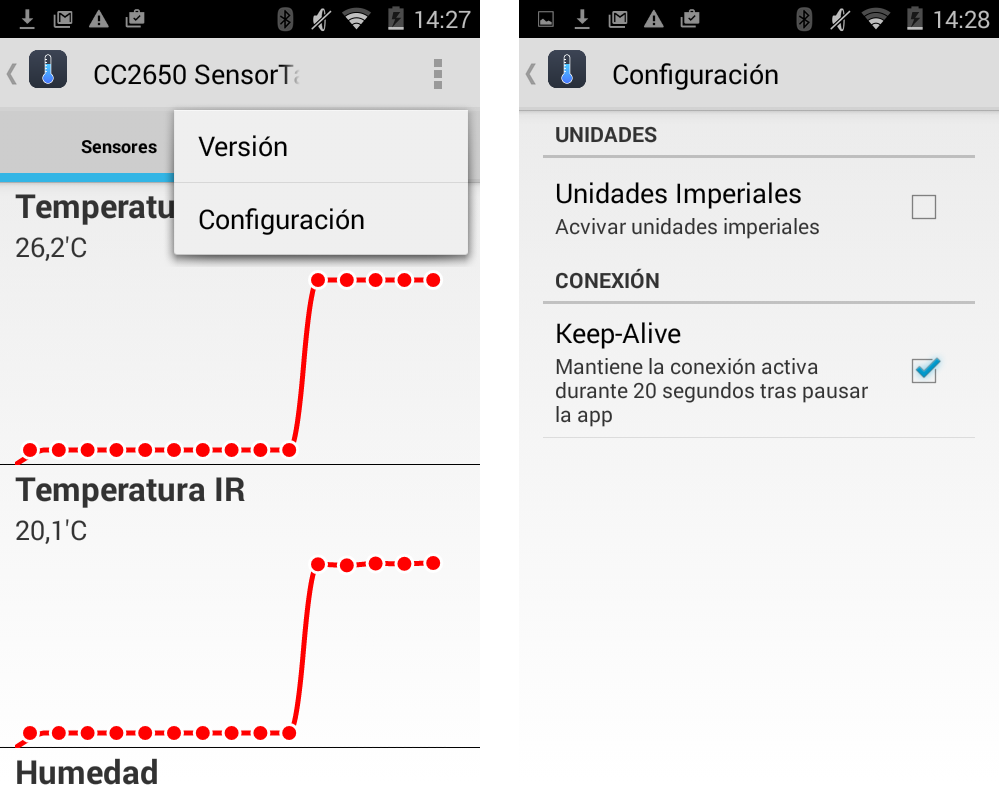 14:27
CC2650 SensorTa
Versión
Configuración
Sensores
Temperatu
26,2'C
Temperatura IR
20,1'C
Humedad
14:28
Configuración
UNIDADES
Unidades Imperiales
Acvivar unidades imperiales
CONEXIÓN
Keep-Alive
Mantiene la conexión activa
durante 20 segundos tras pausar
la app